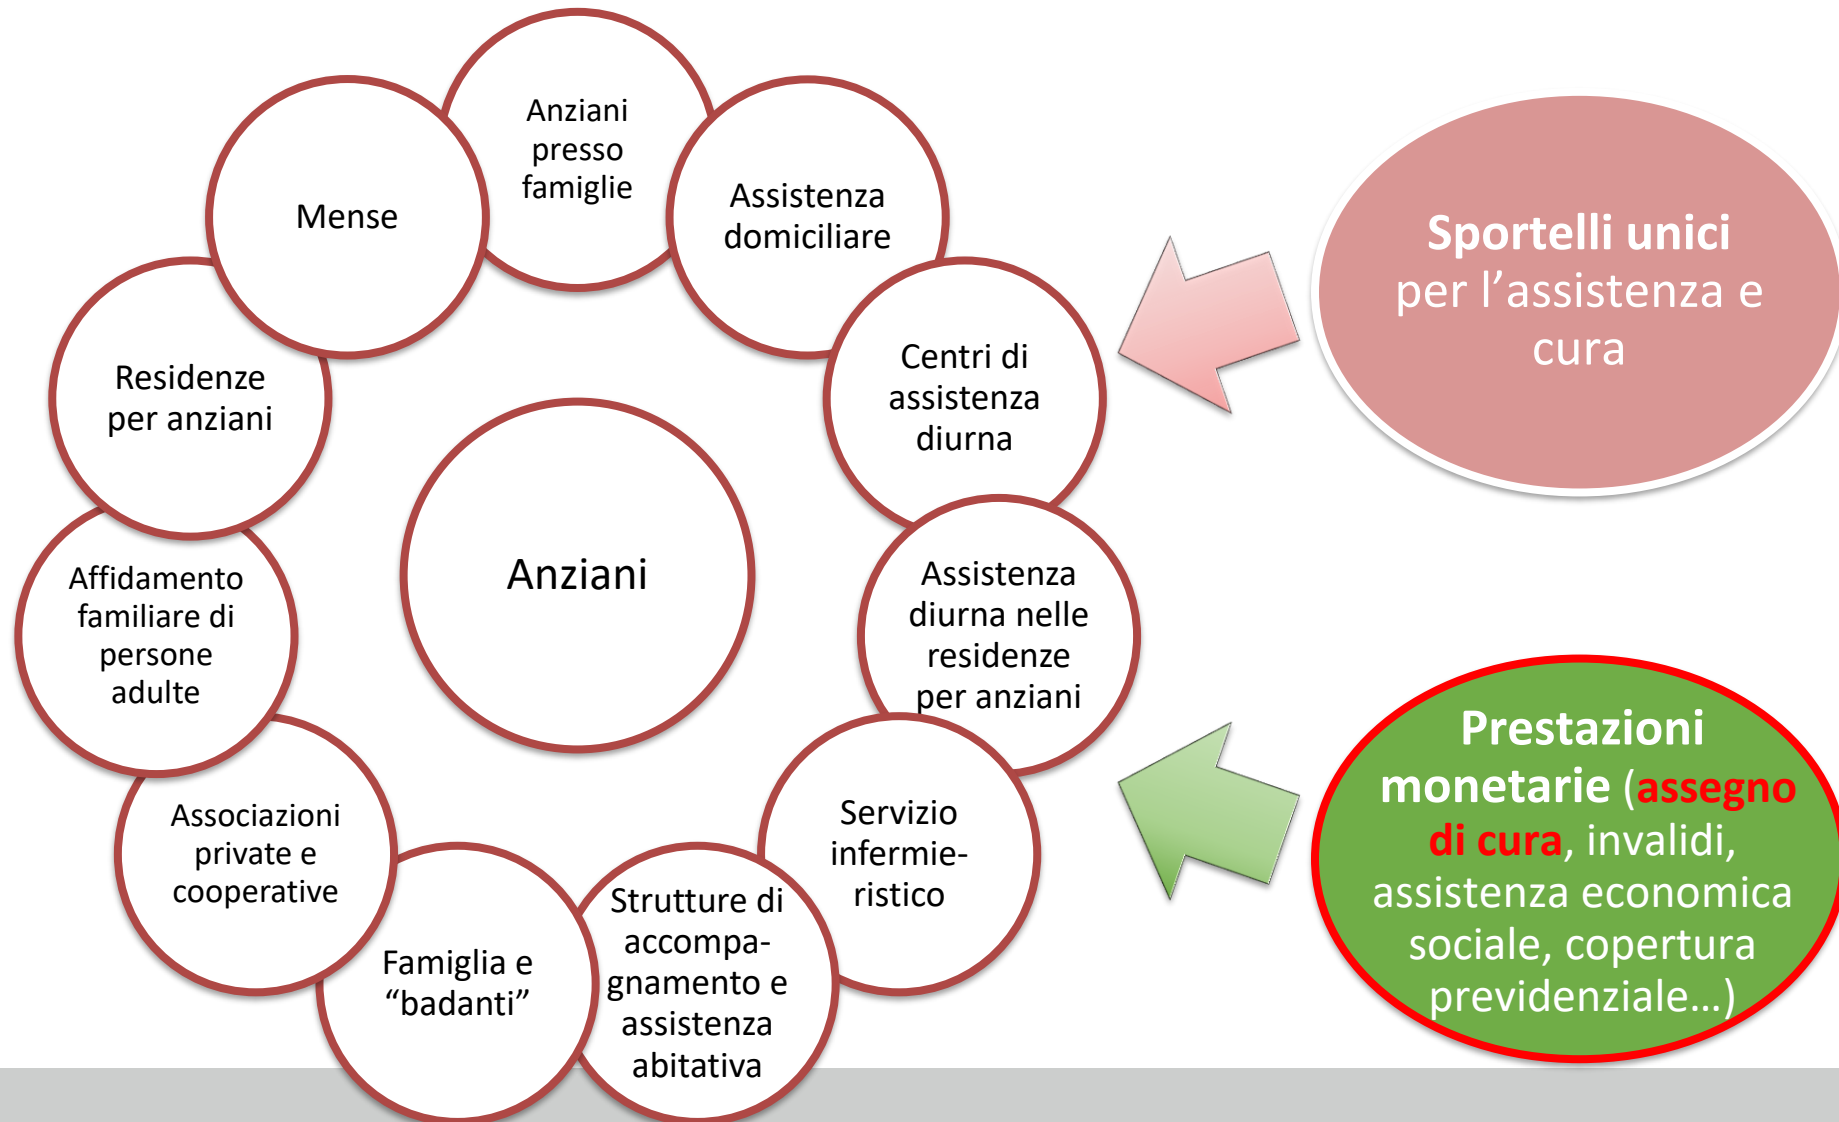 Anziani
presso
famiglie
Assistenza
domiciliare
Centri di
assistenza
diurna
Assistenza
diurna nelle
residenze
per anziani
Servizio
infermie-
ristico
Strutture di
accompa-
gnamento e
assistenza
abitativa
Famiglia e
“badanti”
Associazioni
private e
cooperative
Affidamento
familiare di
persone
adulte
Residenze
per anziani
Mense
Anziani
Sportelli unici
per l’assistenza e
cura
Prestazioni
monetarie (assegno
di cura, invalidi,
assistenza economica
sociale, copertura
previdenziale…)